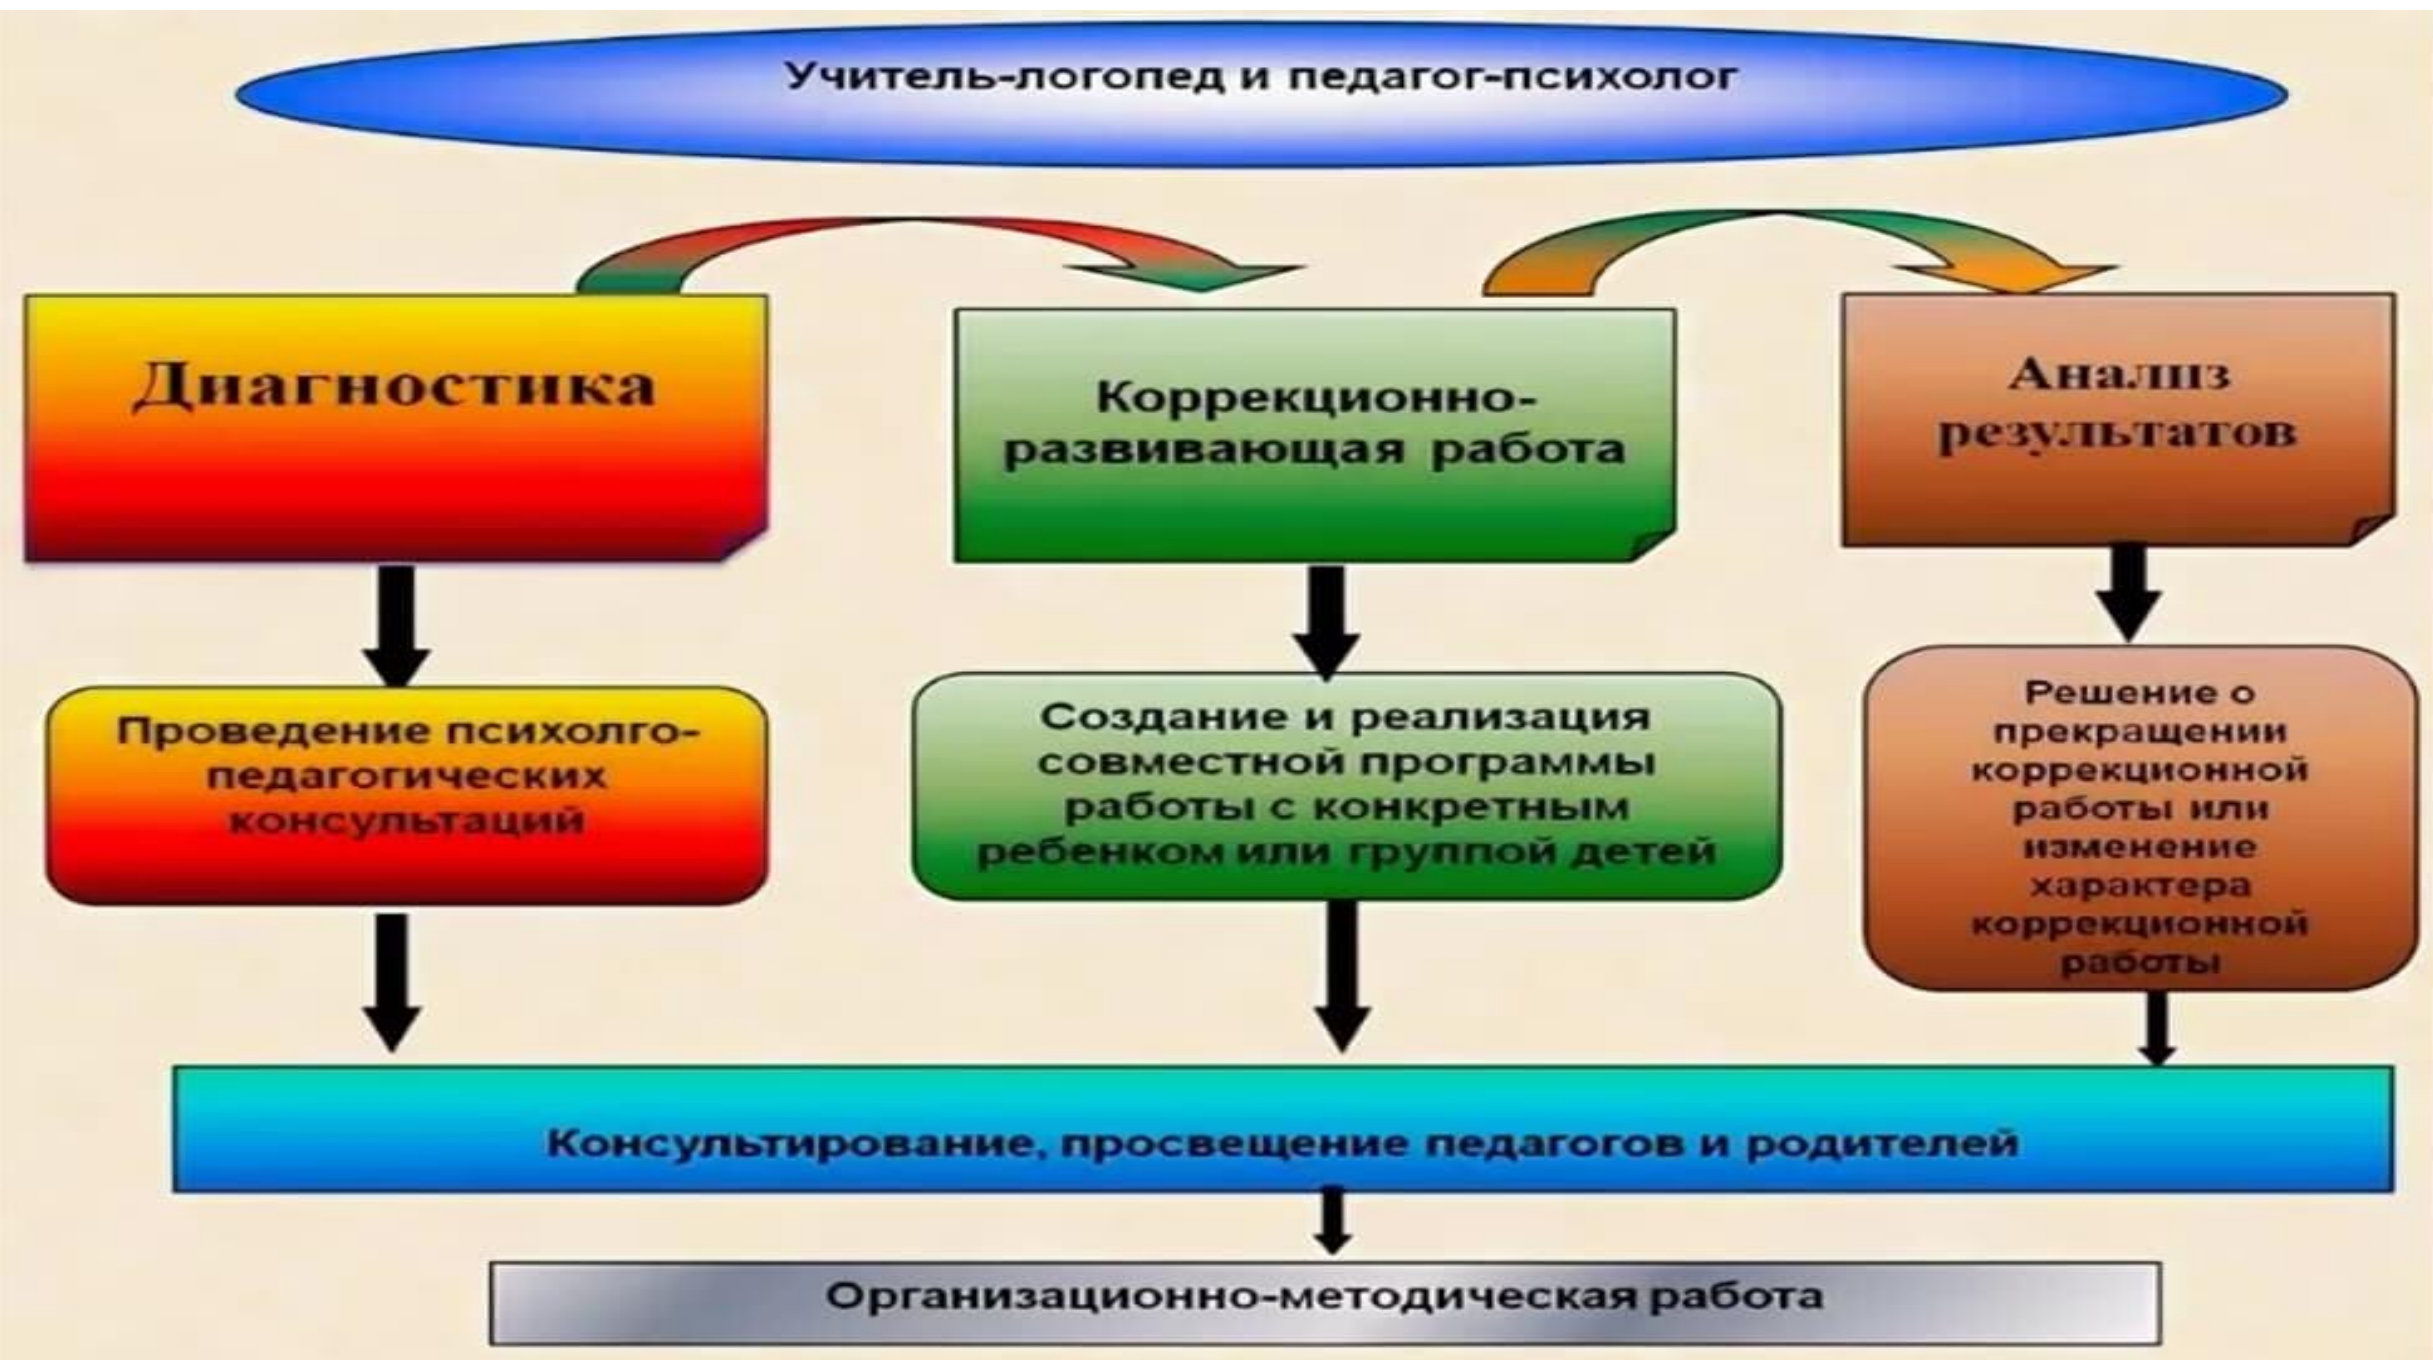 Учитель-логопед и педагог-психолог
Диагностика
Коррекционно-
развивающая работа
Анализ
результатов
Проведение психолго-
педагогических
консультаций
Создание и реализация
совместной программы
работы с конкретным
ребенком или группой детей
Решение о
прекращении
коррекционной
работы или
изменение
характера
коррекционной
работы
Консультирование, просвещение педагогов и родителей
Организационно-методическая работа